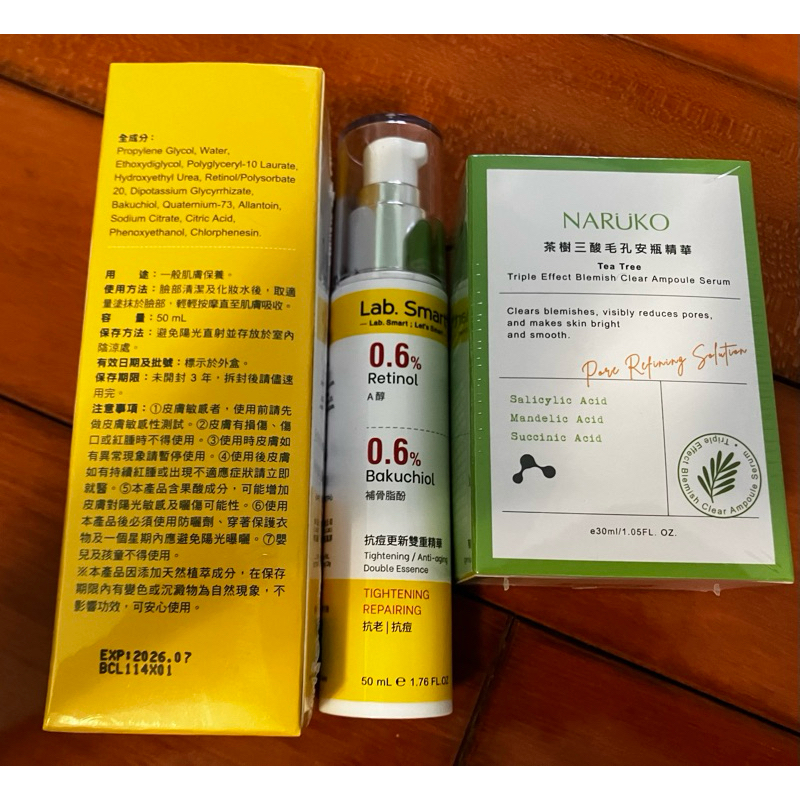 全成分：
Propylene Glycol, Water,
Ethoxydiglycol, Polyglyceryl-10 Laurate,
Hydroxyethyl Urea, Retinol/Polysorbate
20, Dipotassium Glycyrrhizate,
Bakuchiol, Quaternium-73, Allantoin,
Sodium Citrate, Citric Acid,
Phenoxyethanol, Chlorphenesin.
用　　途：一般肌膚保養。
使用方法：臉部清潔及化妝水後，取適
量塗抹於臉部，輕輕按摩直至肌膚吸收。
容　　量：50 mL
保存方法：避免陽光直射並存放於室內
陰涼處。
有效日期及批號：標示於外盒。
保存期限：未開封 3 年，拆封後請儘速
用完。
注意事項：①皮膚敏感者，使用前請先
做皮膚敏感性測試。②皮膚有損傷、傷
口或紅腫時不得使用。③使用時皮膚如
有異常現象請暫停使用。④使用後皮膚
如有持續紅腫或出現不適應症狀請立即
就醫。⑤本產品含果酸成分，可能增加
皮膚對陽光敏感及曬傷可能性。⑥使用
本產品後必須使用防曬劑、穿著保護衣
物及一個星期內應避免陽光曝曬。⑦嬰
兒及孩童不得使用。
※本產品因添加天然植萃成分，在保存
期限內有變色或沉澱物為自然現象，不
影響功效，可安心使用。
EXP:2026.07
BCL114X01
Lab. Smart
Lab. Smart ; Let's
0.6%
Retinol
A 醇
0.6%
Bakuchiol
補骨脂酚
抗痘更新雙重精華
Tightening / Anti-aging
Double Essence
TIGHTENING
REPAIRING
抗老 | 抗痘
50 mL e 1.76 FL.OZ
NARUKO
茶樹三酸毛孔安瓶精華
Tea Tree
Triple Effect Blemish Clear Ampoule Serum
Clears blemishes, visibly reduces pores,
and makes skin bright
and smooth.
Pore Refining Solution
Salicylic Acid
Mandelic Acid
Succinic Acid
Triple Effect Blemish Clear Ampoule Serum
e30ml/1.05FL. OZ.